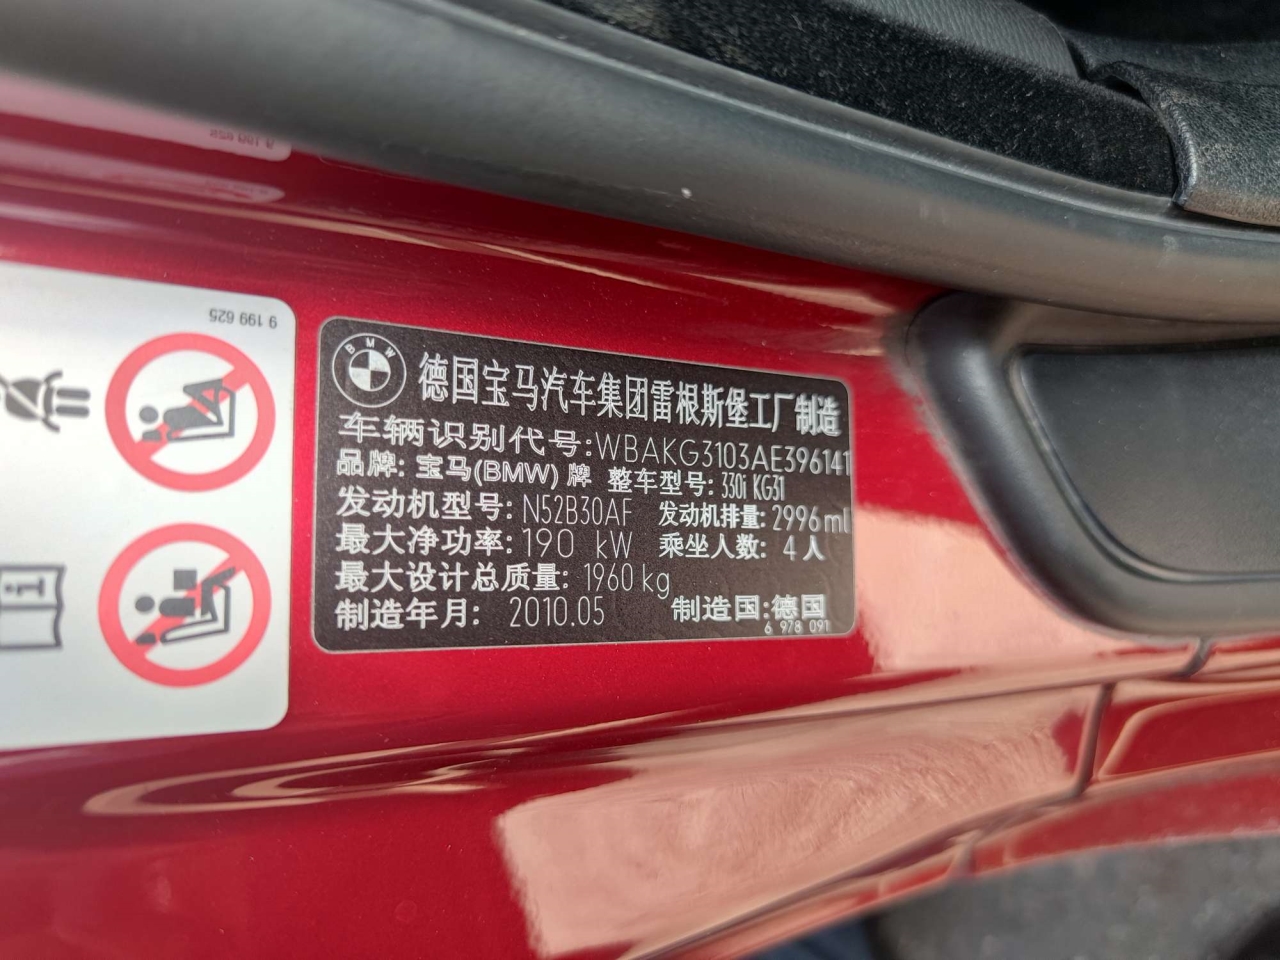 9 199 625
BMW
德国宝马汽车集团雷根斯堡工厂制造
车辆识别代号:WBAKG3103AE396141
品牌: 宝马(BMW) 牌 整车型号: 330i KG31
发动机型号: N52B30AF 发动机排量: 2996ml
最大净功率: 190 kW 乘坐人数: 4 人
最大设计总质量: 1960 kg
制造年月: 2010.05 制造国:德国
6 978 091